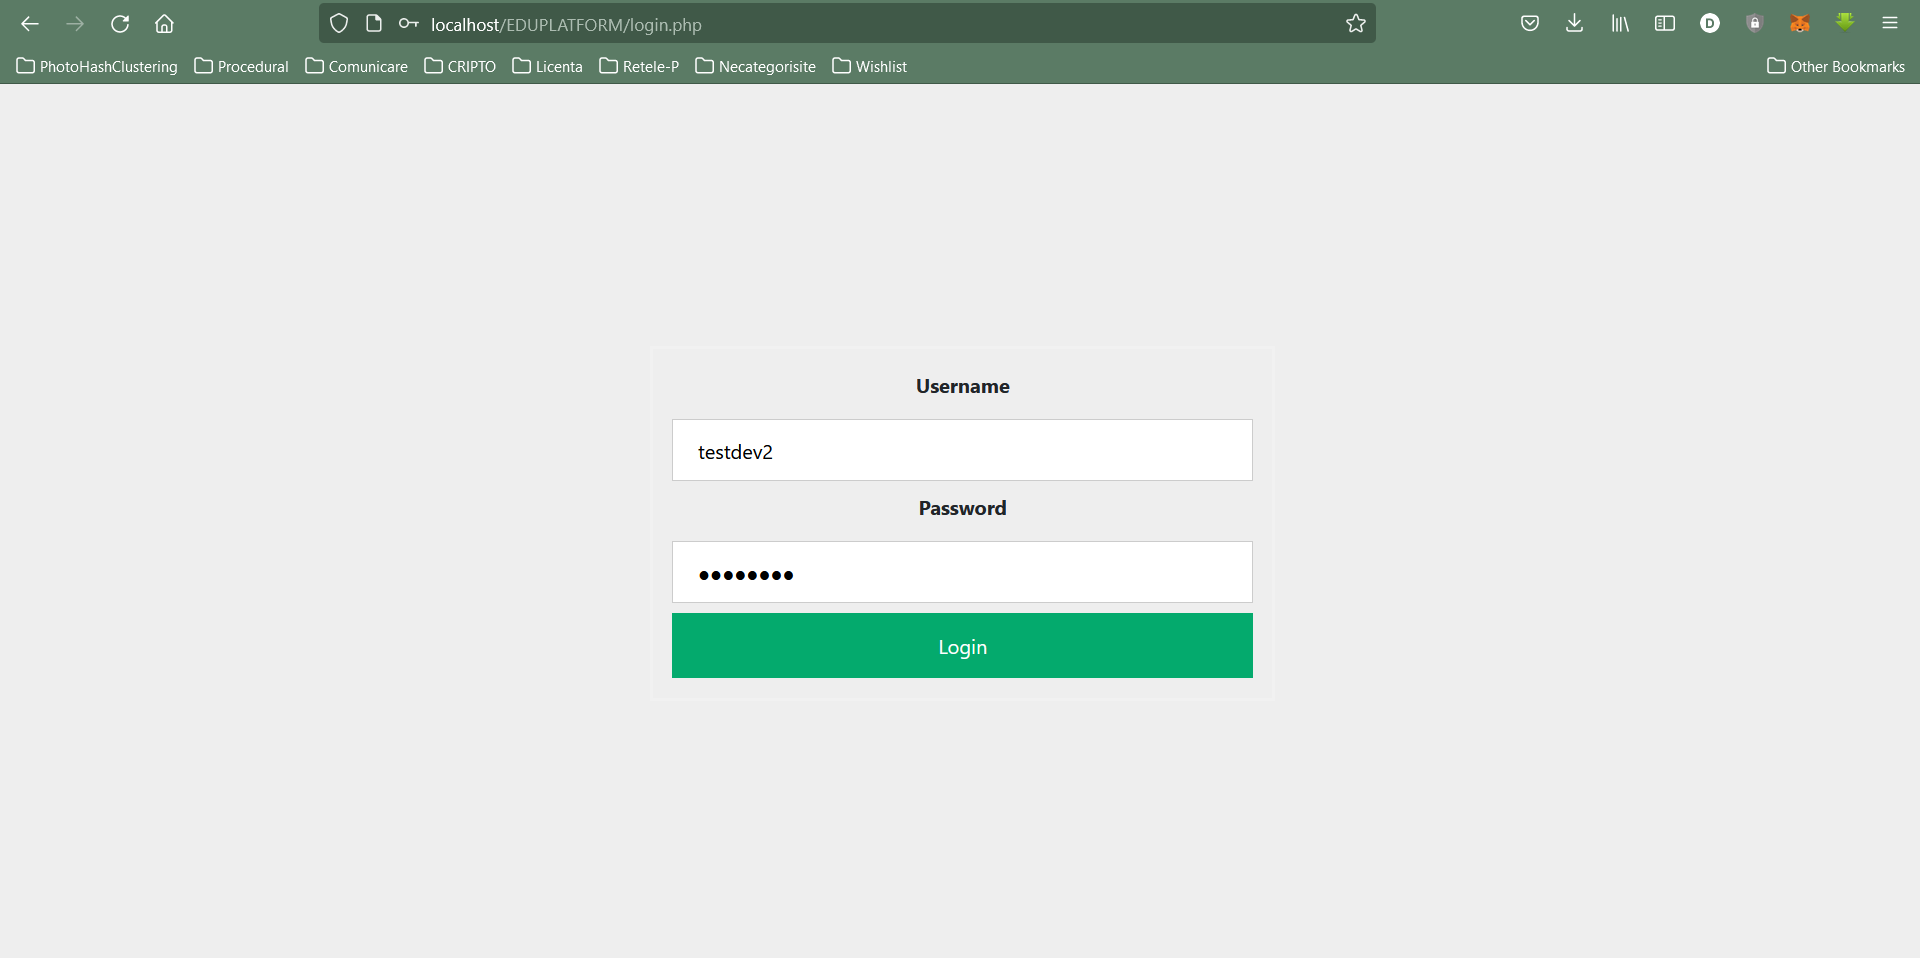 localhost/EDUPLATFORM/login.php
D
PhotoHashClustering Procedural Comunicare CRIPTO Licenta Retele-P Necategorisite Wishlist Other Bookmarks
Username
testdev2
Password
••••••••
Login